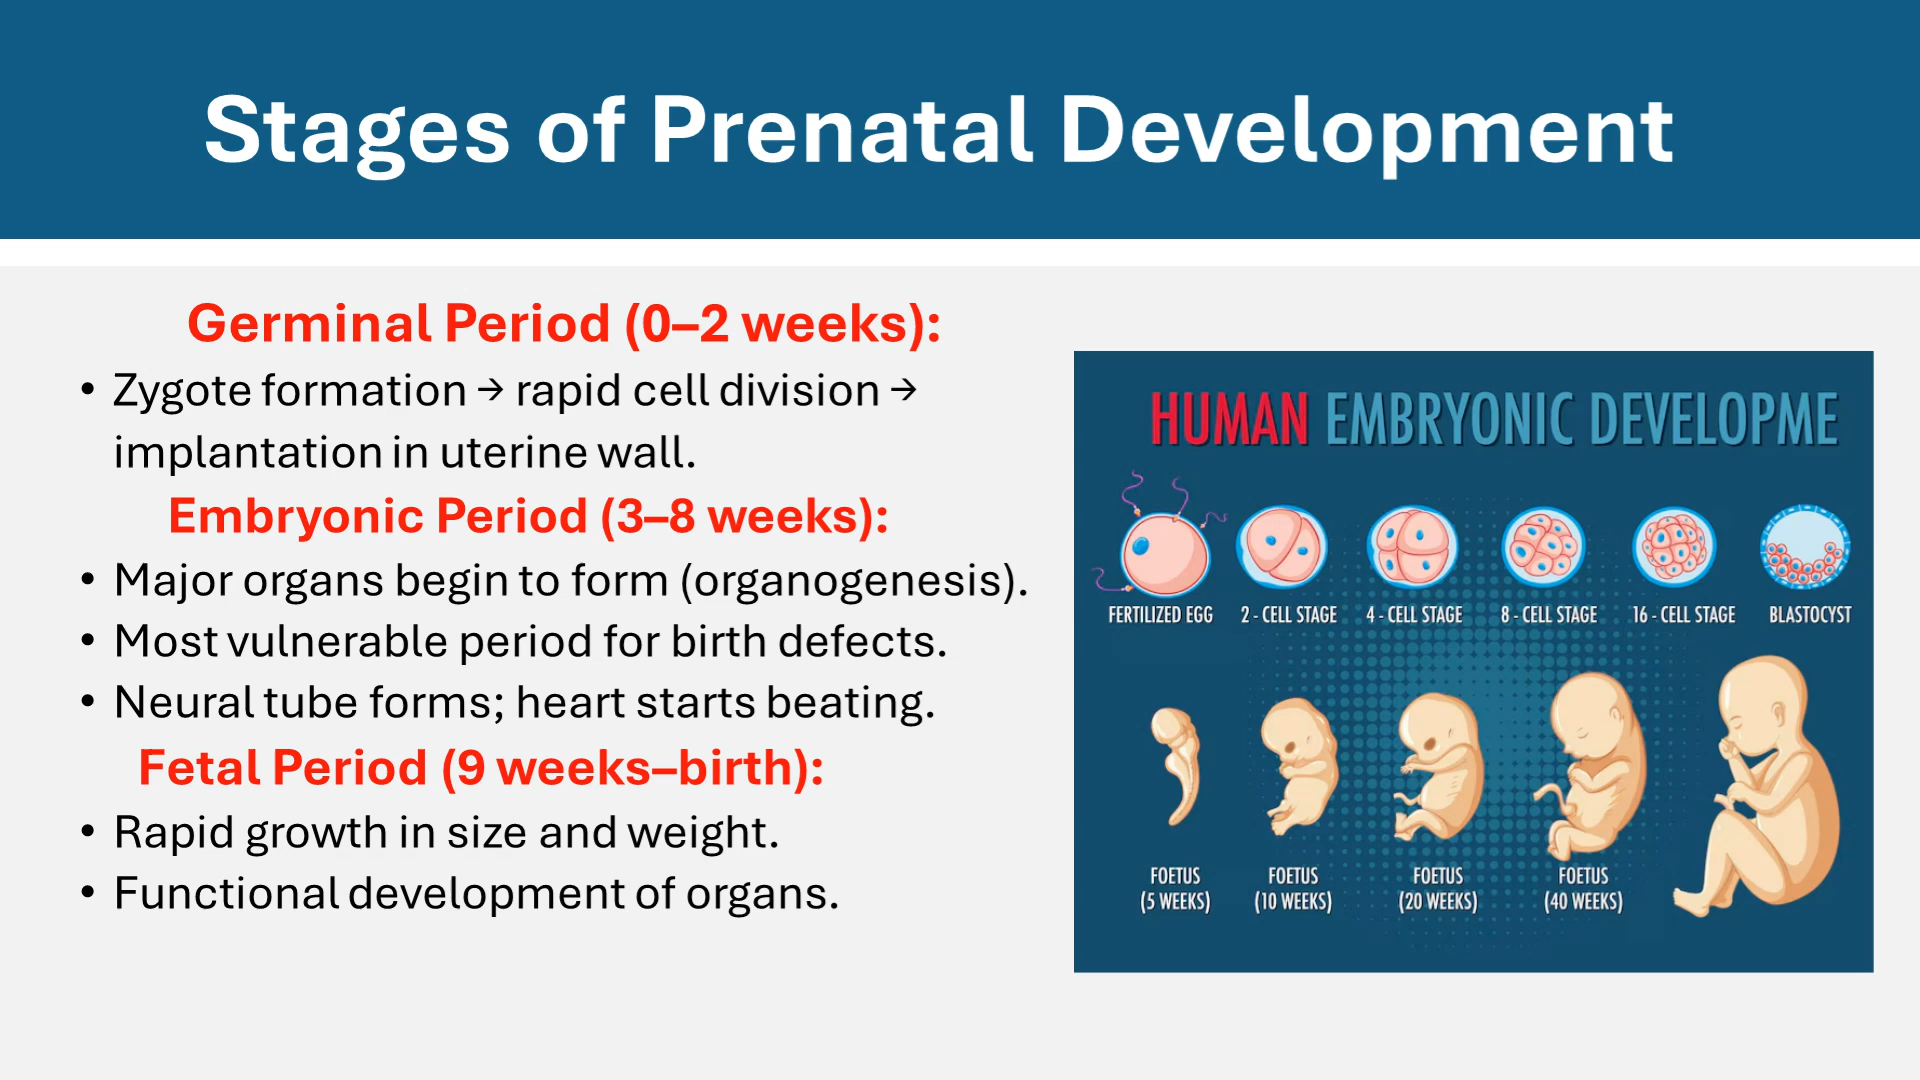 Stages of Prenatal Development
Germinal Period (0–2 weeks):
• Zygote formation → rapid cell division →
implantation in uterine wall.
Embryonic Period (3–8 weeks):
• Major organs begin to form (organogenesis).
• Most vulnerable period for birth defects.
• Neural tube forms; heart starts beating.
Fetal Period (9 weeks–birth):
• Rapid growth in size and weight.
• Functional development of organs.
HUMAN EMBRYONIC DEVELOPME
FERTILIZED EGG
2 - CELL STAGE
4 - CELL STAGE
8 - CELL STAGE
16 - CELL STAGE
BLASTOCYST
FOETUS
(5 WEEKS)
FOETUS
(10 WEEKS)
FOETUS
(20 WEEKS)
FOETUS
(40 WEEKS)